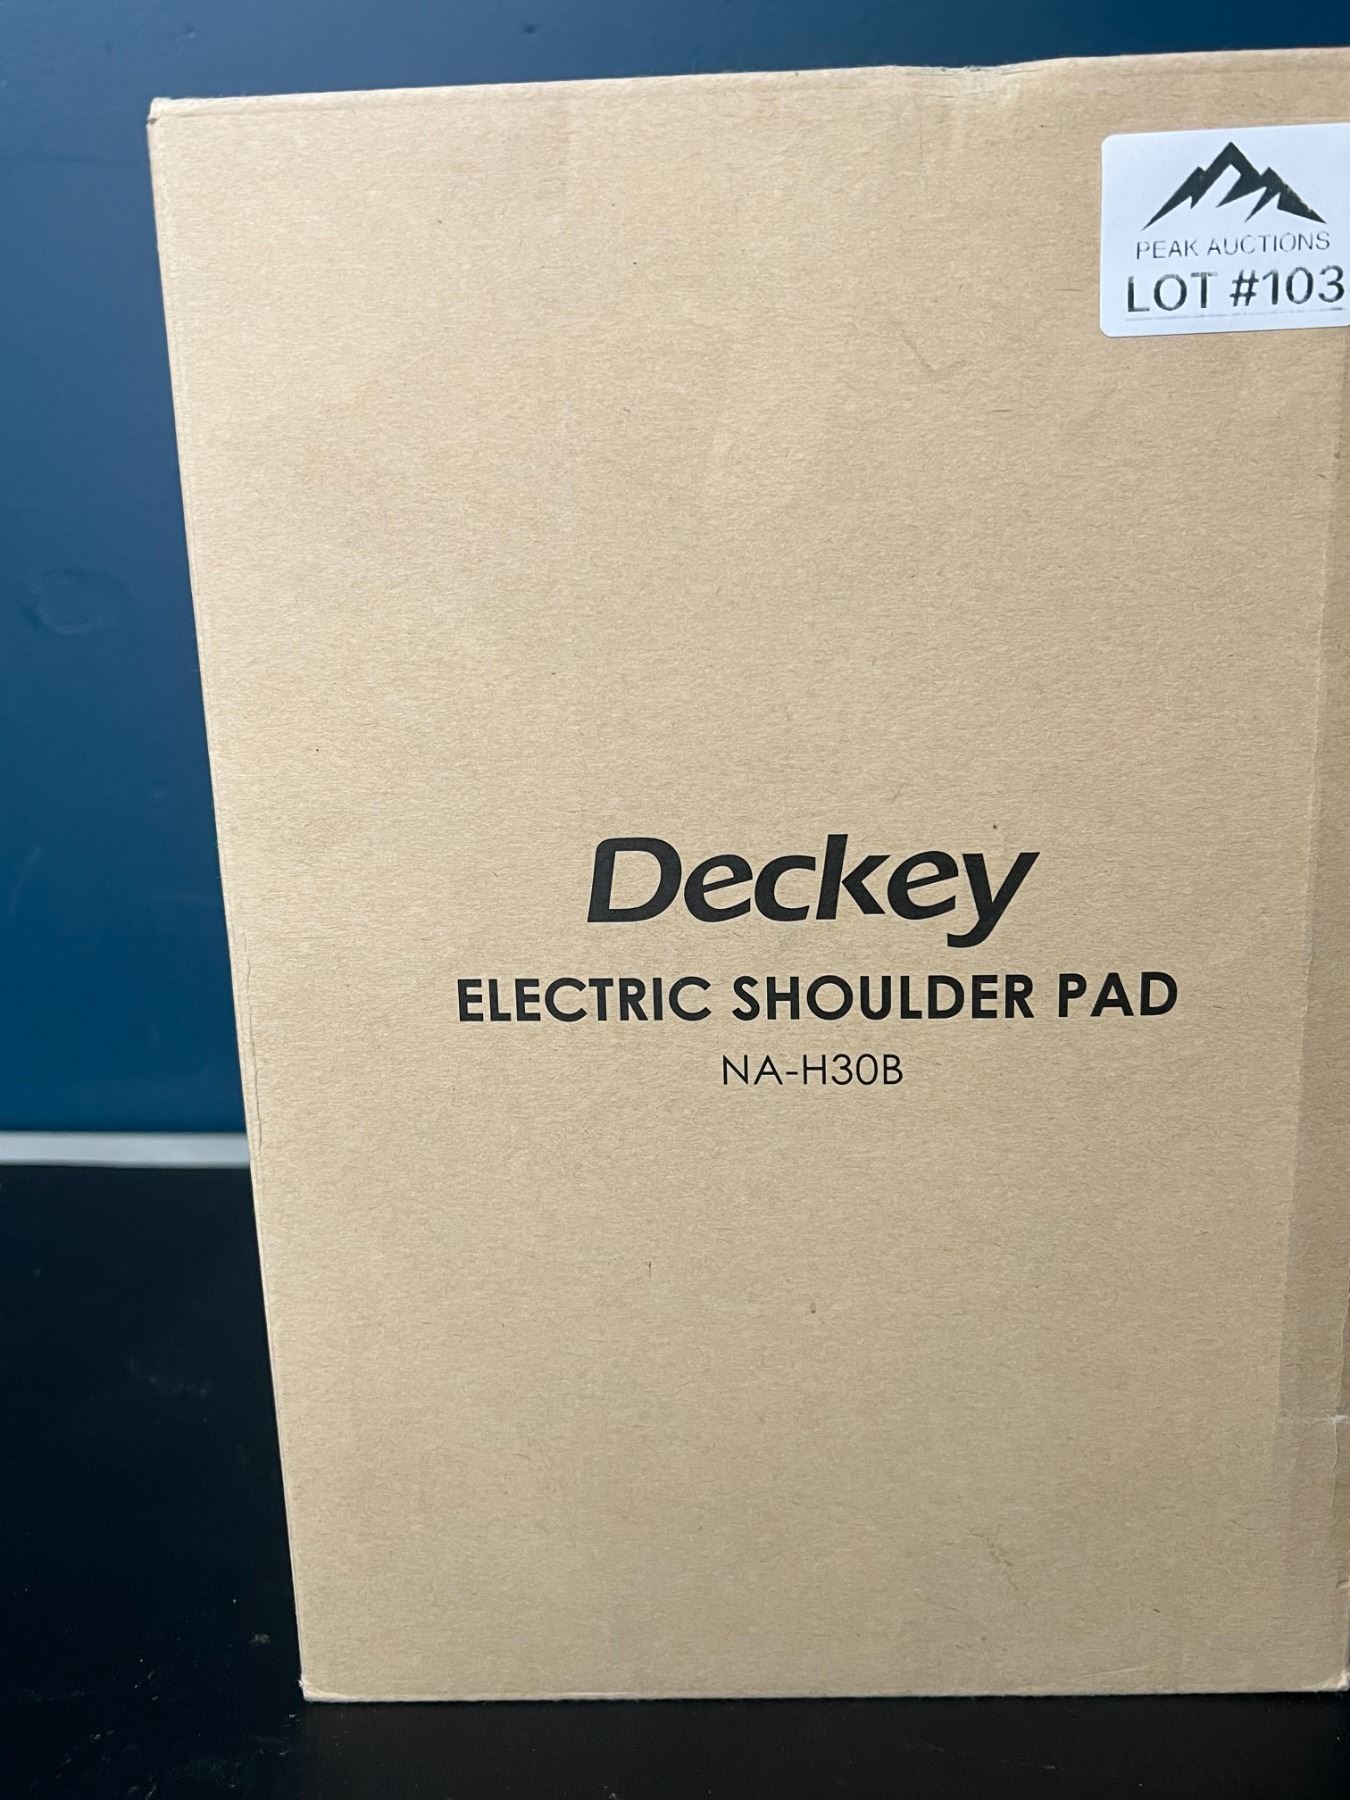 PEAK AUCTIONS
LOT #103
Deckey
ELECTRIC SHOULDER PAD
NA-H30B